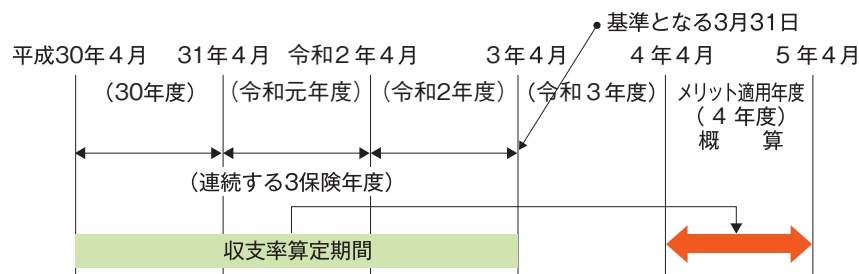 基準となる3月31日
平成30年4月 31年4月 令和2年4月 3年4月 4年4月 5年4月
(30年度) (令和元年度) (令和2年度) (令和3年度) メリット適用年度
(4年度)
概 算
(連続する3保険年度)
収支率算定期間